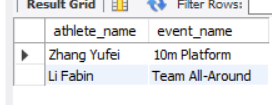 Result Grid Filter Rows:
athlete_name event_name
Zhang Yufei 10m Platform
Li Fabin Team All-Around